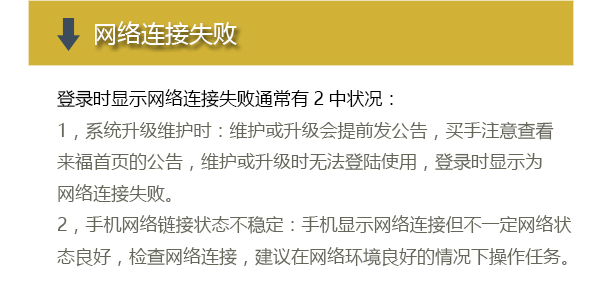 网络连接失败
登录时显示网络连接失败通常有2中状况：
1，系统升级维护时：维护或升级会提前发公告，买手注意查看
来福首页的公告，维护或升级时无法登陆使用，登录时显示为
网络连接失败。
2，手机网络链接状态不稳定：手机显示网络连接但不一定网络状
态良好，检查网络连接，建议在网络环境良好的情况下操作任务。